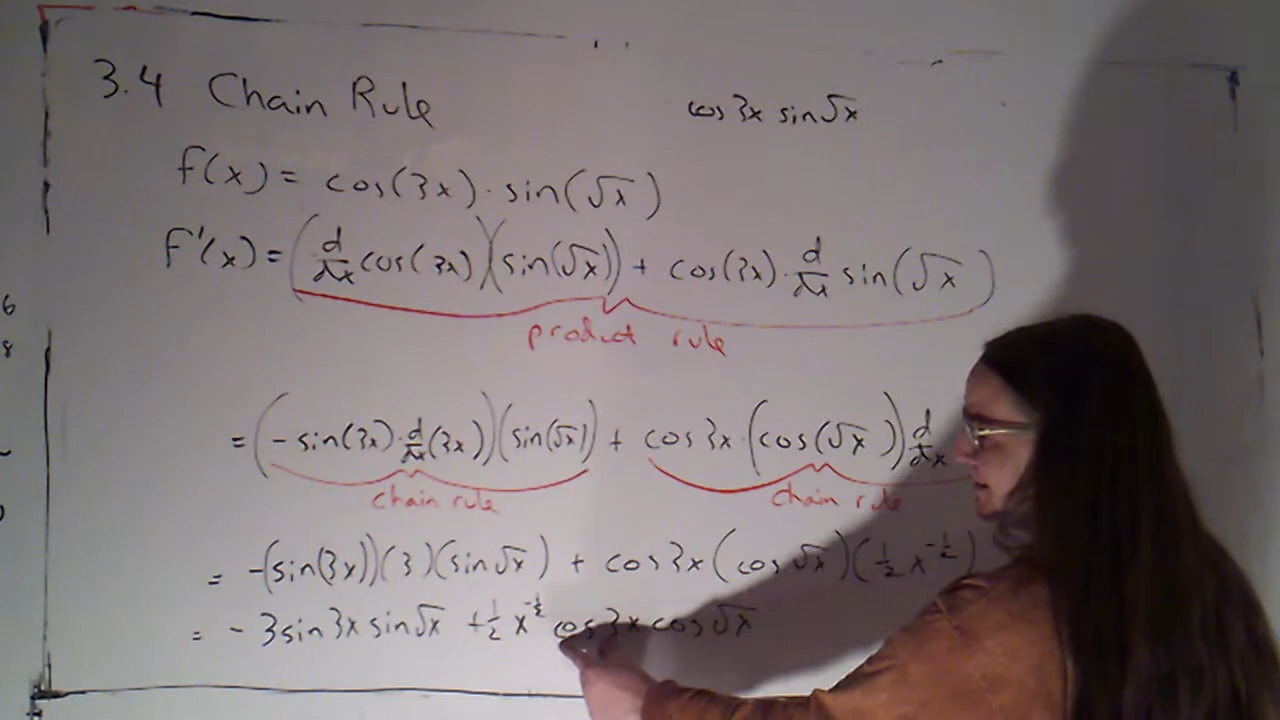 3.4 Chain Rule
cos 3x sin√x
f(x) = cos(3x) · sin(√x)
f'(x) = (d/dx cos(3x))(sin(√x)) + cos(3x) · d/dx sin(√x)
product rule
= (-sin(3x) · d/dx (3x))(sin(√x)) + cos 3x · (cos(√x)) d/dx
chain rule chain rule
= -(sin(3x))(3)(sin√x) + cos 3x (cos√x)(½ x^-½)
= - 3 sin 3x sin√x + ½ x^-½ cos 3x cos√x
6
8